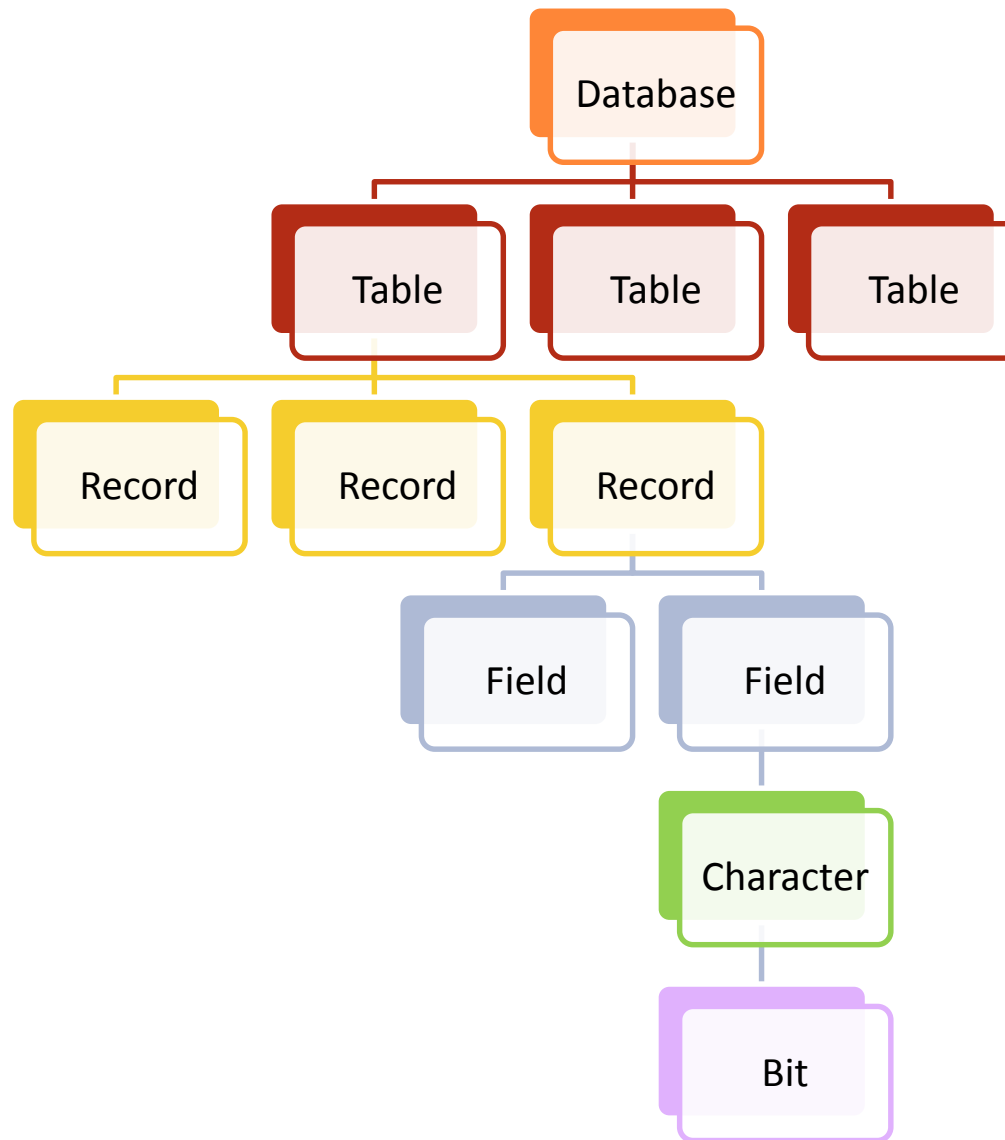 Database
Table
Table
Table
Record
Record
Record
Field
Field
Character
Bit